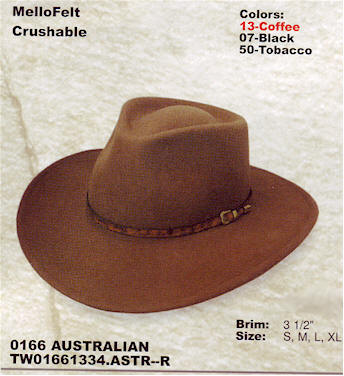 MelloFelt
Crushable
Colors:
13-Coffee
07-Black
50-Tobacco
0166 AUSTRALIAN
TW01661334.ASTR--R
Brim: 3 1/2"
Size: S, M, L, XL